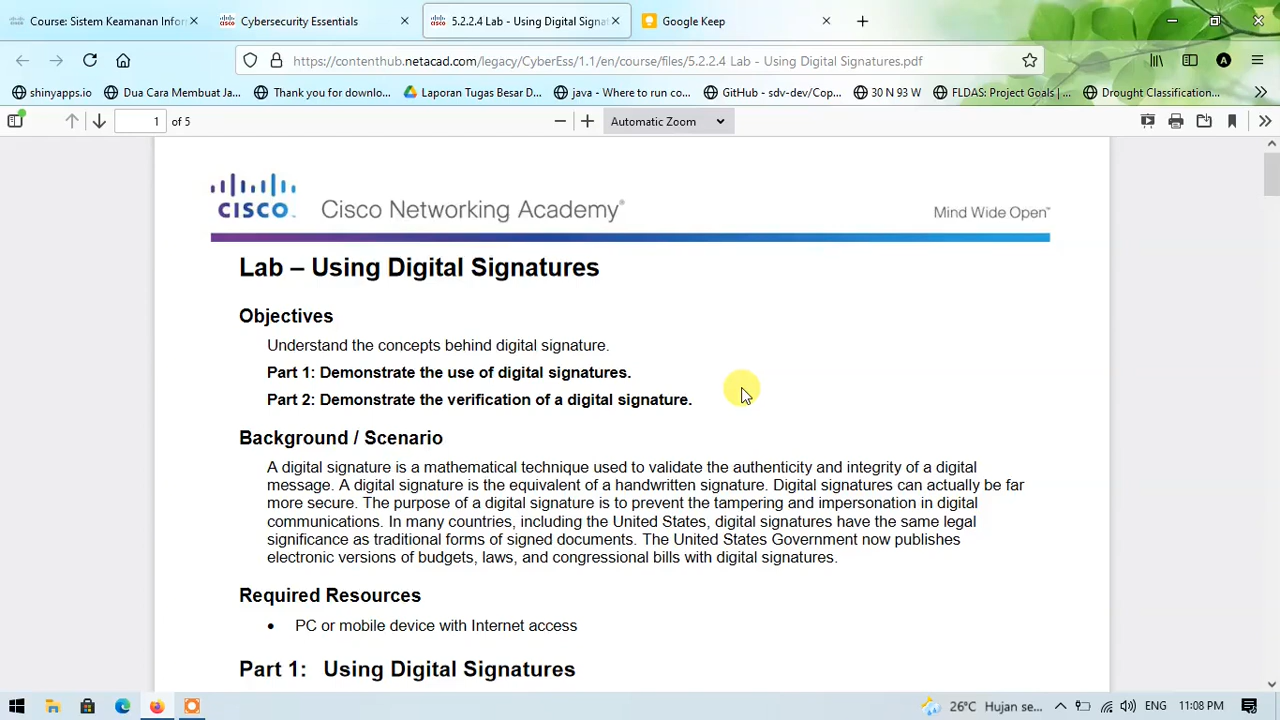 Course: Sistem Keamanan Infor
Cybersecurity Essentials
5.2.2.4 Lab - Using Digital Signat
Google Keep
https://contenthub.netacad.com/legacy/CyberEss/1.1/en/course/files/5.2.2.4 Lab - Using Digital Signatures.pdf
A
shinyapps.io
Dua Cara Membuat Ja...
Thank you for downlo...
Laporan Tugas Besar D...
java - Where to run co...
GitHub - sdv-dev/Cop...
30 N 93 W
FLDAS: Project Goals | ...
Drought Classification...
1 of 5
Automatic Zoom
CISCO™ Cisco Networking Academy® Mind Wide Open™
Lab – Using Digital Signatures
Objectives
Understand the concepts behind digital signature.
Part 1: Demonstrate the use of digital signatures.
Part 2: Demonstrate the verification of a digital signature.
Background / Scenario
A digital signature is a mathematical technique used to validate the authenticity and integrity of a digital
message. A digital signature is the equivalent of a handwritten signature. Digital signatures can actually be far
more secure. The purpose of a digital signature is to prevent the tampering and impersonation in digital
communications. In many countries, including the United States, digital signatures have the same legal
significance as traditional forms of signed documents. The United States Government now publishes
electronic versions of budgets, laws, and congressional bills with digital signatures.
Required Resources
• PC or mobile device with Internet access
Part 1: Using Digital Signatures
26°C Hujan se... ENG 11:08 PM